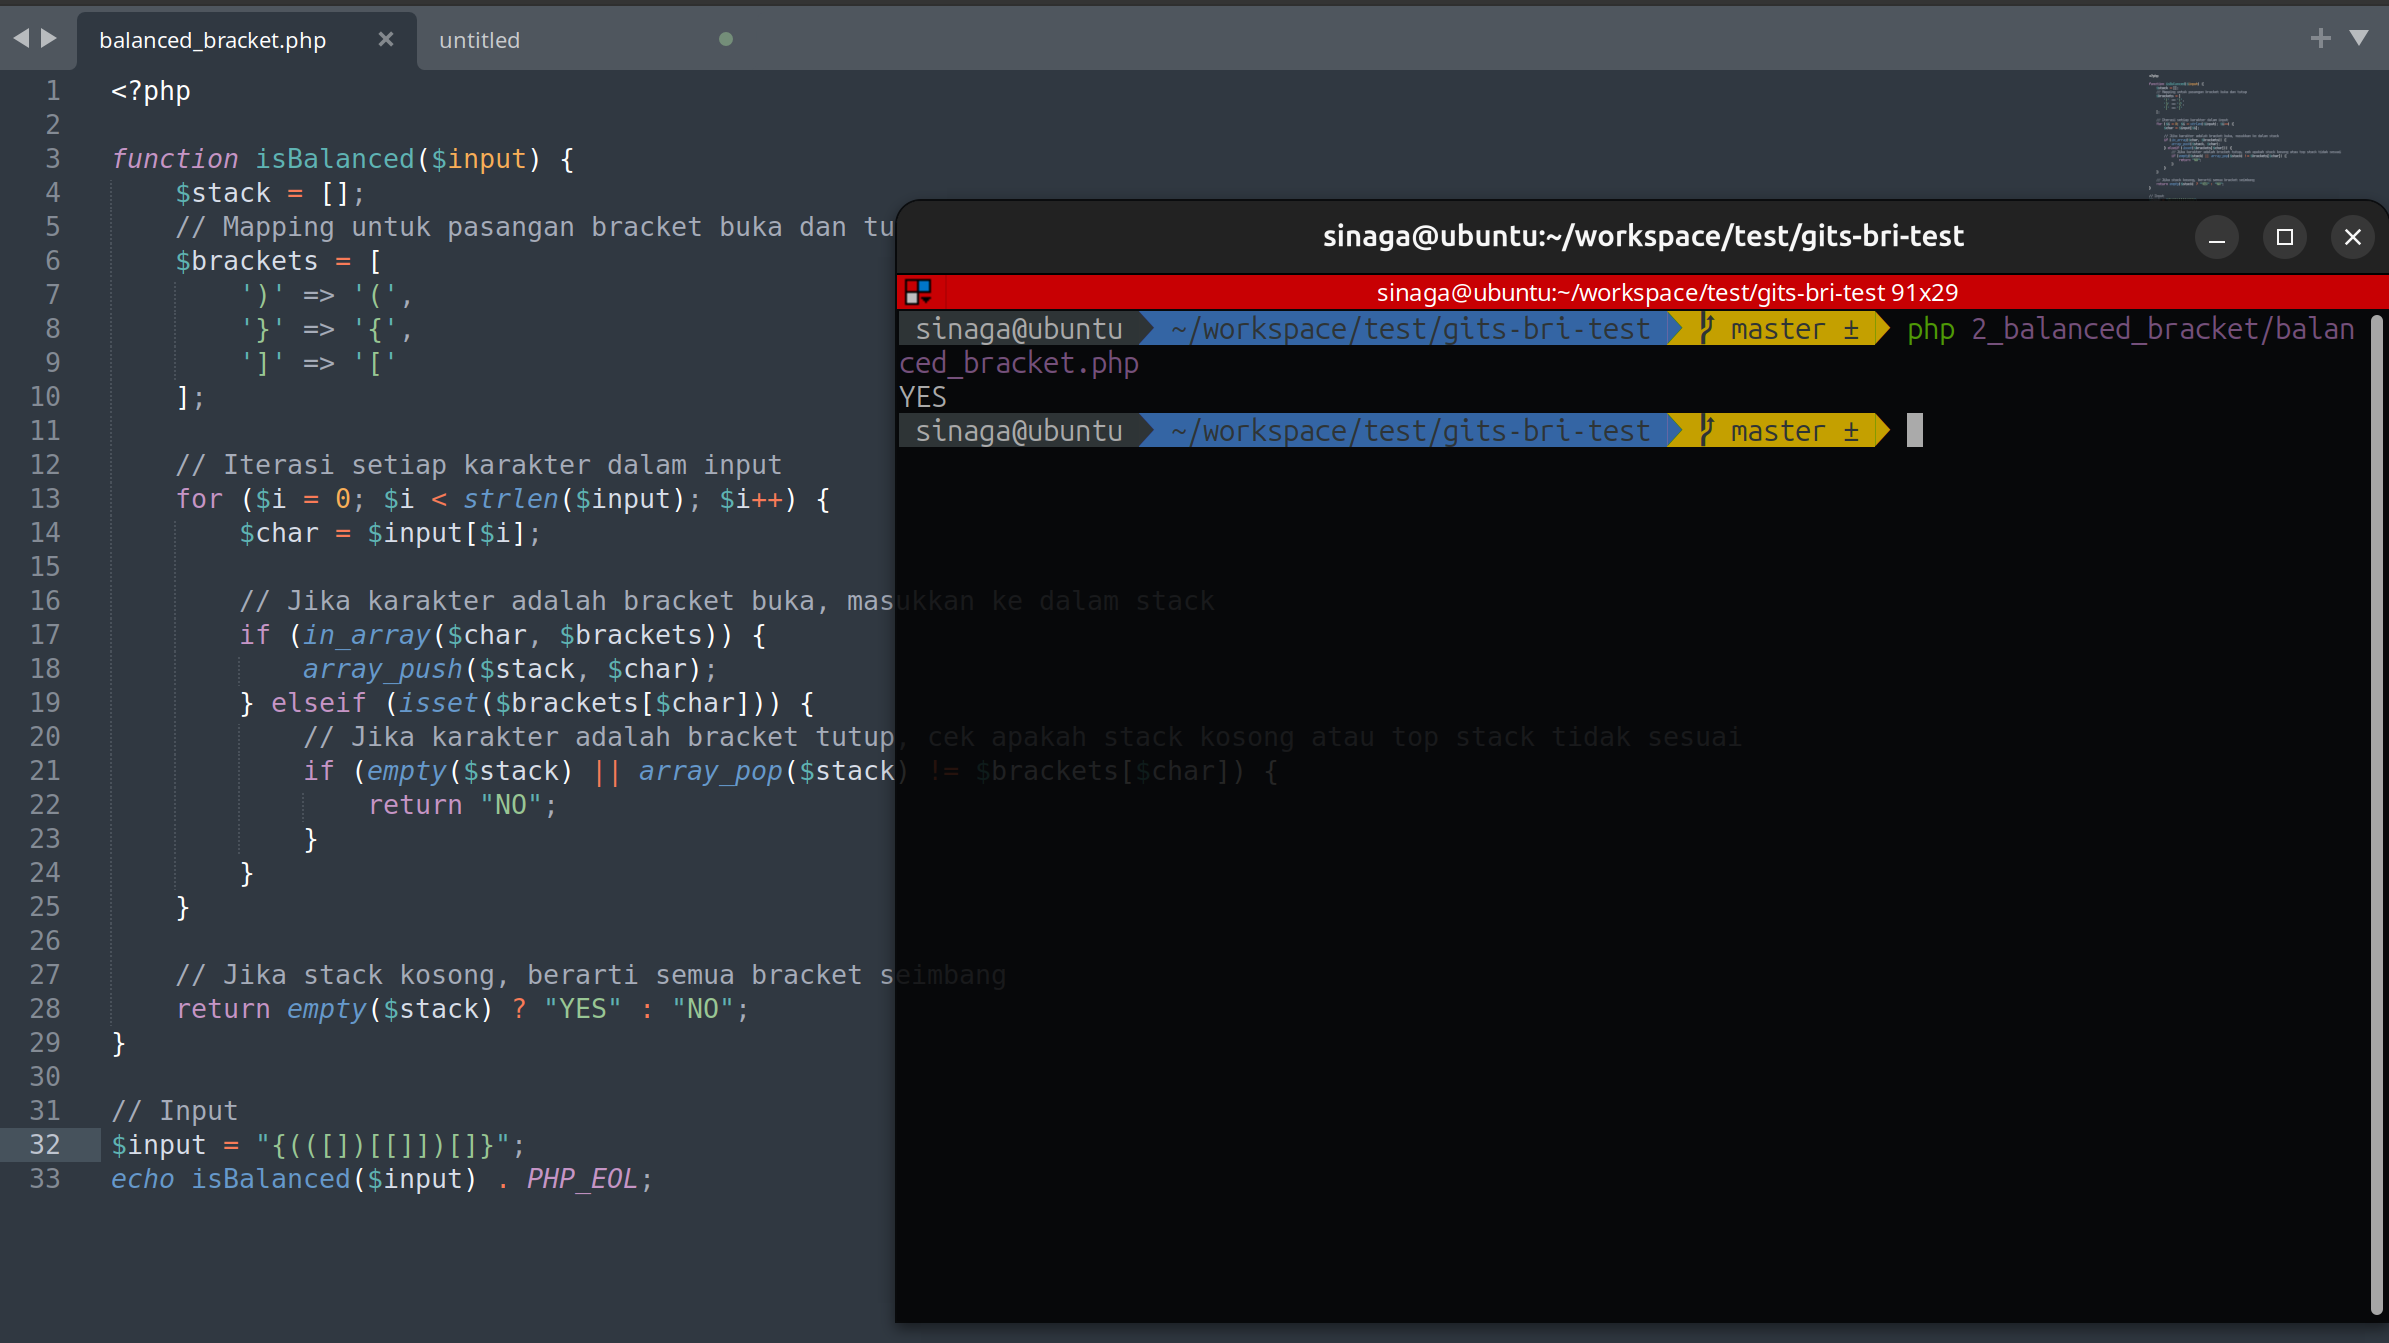 balanced_bracket.php
untitled
1 <?php
2
3 function isBalanced($input) {
4     $stack = [];
5     // Mapping untuk pasangan bracket buka dan tu
6     $brackets = [
7         ')' => '(',
8         '}' => '{',
9         ']' => '['
10     ];
11
12     // Iterasi setiap karakter dalam input
13     for ($i = 0; $i < strlen($input); $i++) {
14         $char = $input[$i];
15
16         // Jika karakter adalah bracket buka, masukkan ke dalam stack
17         if (in_array($char, $brackets)) {
18             array_push($stack, $char);
19         } elseif (isset($brackets[$char])) {
20             // Jika karakter adalah bracket tutup, cek apakah stack kosong atau top stack tidak sesuai
21             if (empty($stack) || array_pop($stack) != $brackets[$char]) {
22                 return "NO";
23             }
24         }
25     }
26
27     // Jika stack kosong, berarti semua bracket seimbang
28     return empty($stack) ? "YES" : "NO";
29 }
30
31 // Input
32 $input = "{(([])[[]])[]}";
33 echo isBalanced($input) . PHP_EOL;
sinaga@ubuntu:~/workspace/test/gits-bri-test
sinaga@ubuntu:~/workspace/test/gits-bri-test 91x29
sinaga@ubuntu ~/workspace/test/gits-bri-test master ± php 2_balanced_bracket/balan
ced_bracket.php
YES
sinaga@ubuntu ~/workspace/test/gits-bri-test master ±